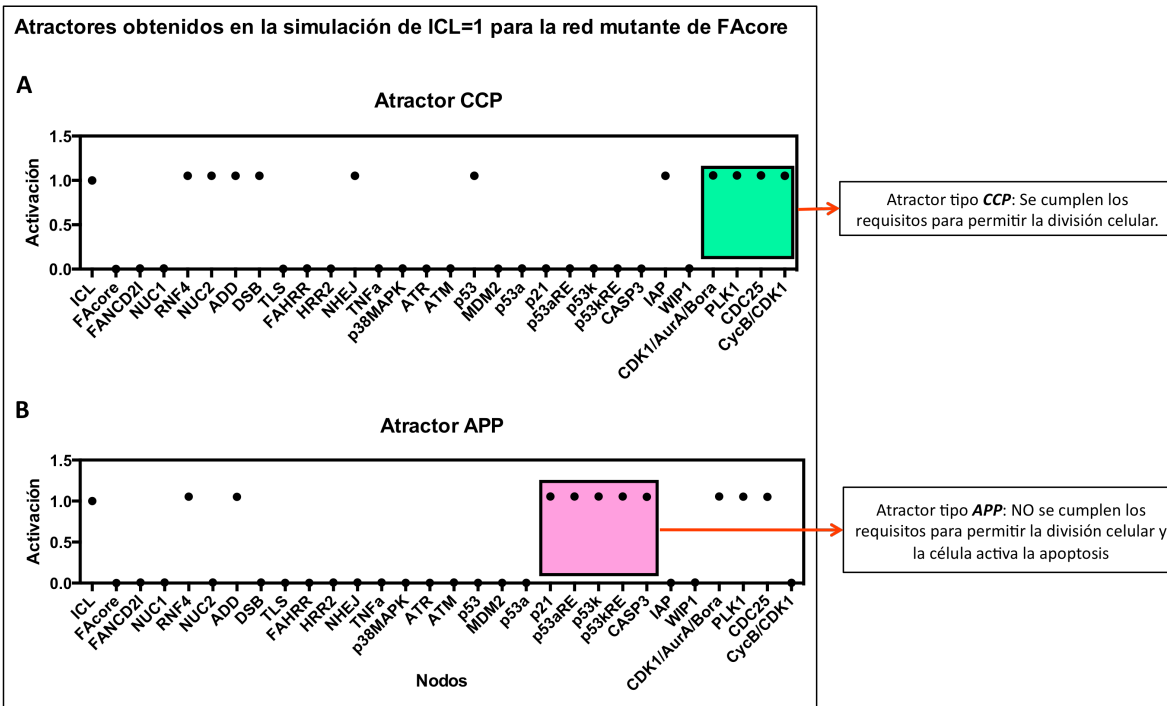 Atractores obtenidos en la simulación de ICL=1 para la red mutante de FAcore
A
Atractor CCP
Activación
1.5
1.0
0.5
0.0
ICL
FAcore
FANCD2I
NUC1
RNF4
NUC2
ADD
DSB
TLS
FAHRR
HRR2
NHEJ
TNFa
p38MAPK
ATR
ATM
p53
MDM2
p53a
p21
p53aRE
p53k
p53kRE
CASP3
IAP
WIP1
CDK1/AurA/Bora
PLK1
CDC25
CycB/CDK1
Atractor tipo CCP: Se cumplen los
requisitos para permitir la división celular.
B
Atractor APP
Activación
1.5
1.0
0.5
0.0
ICL
FAcore
FANCD2I
NUC1
RNF4
NUC2
ADD
DSB
TLS
FAHRR
HRR2
NHEJ
TNFa
p38MAPK
ATR
ATM
p53
MDM2
p53a
p21
p53aRE
p53k
p53kRE
CASP3
IAP
WIP1
CDK1/AurA/Bora
PLK1
CDC25
CycB/CDK1
Nodos
Atractor tipo APP: NO se cumplen los
requisitos para permitir la división celular y
la célula activa la apoptosis